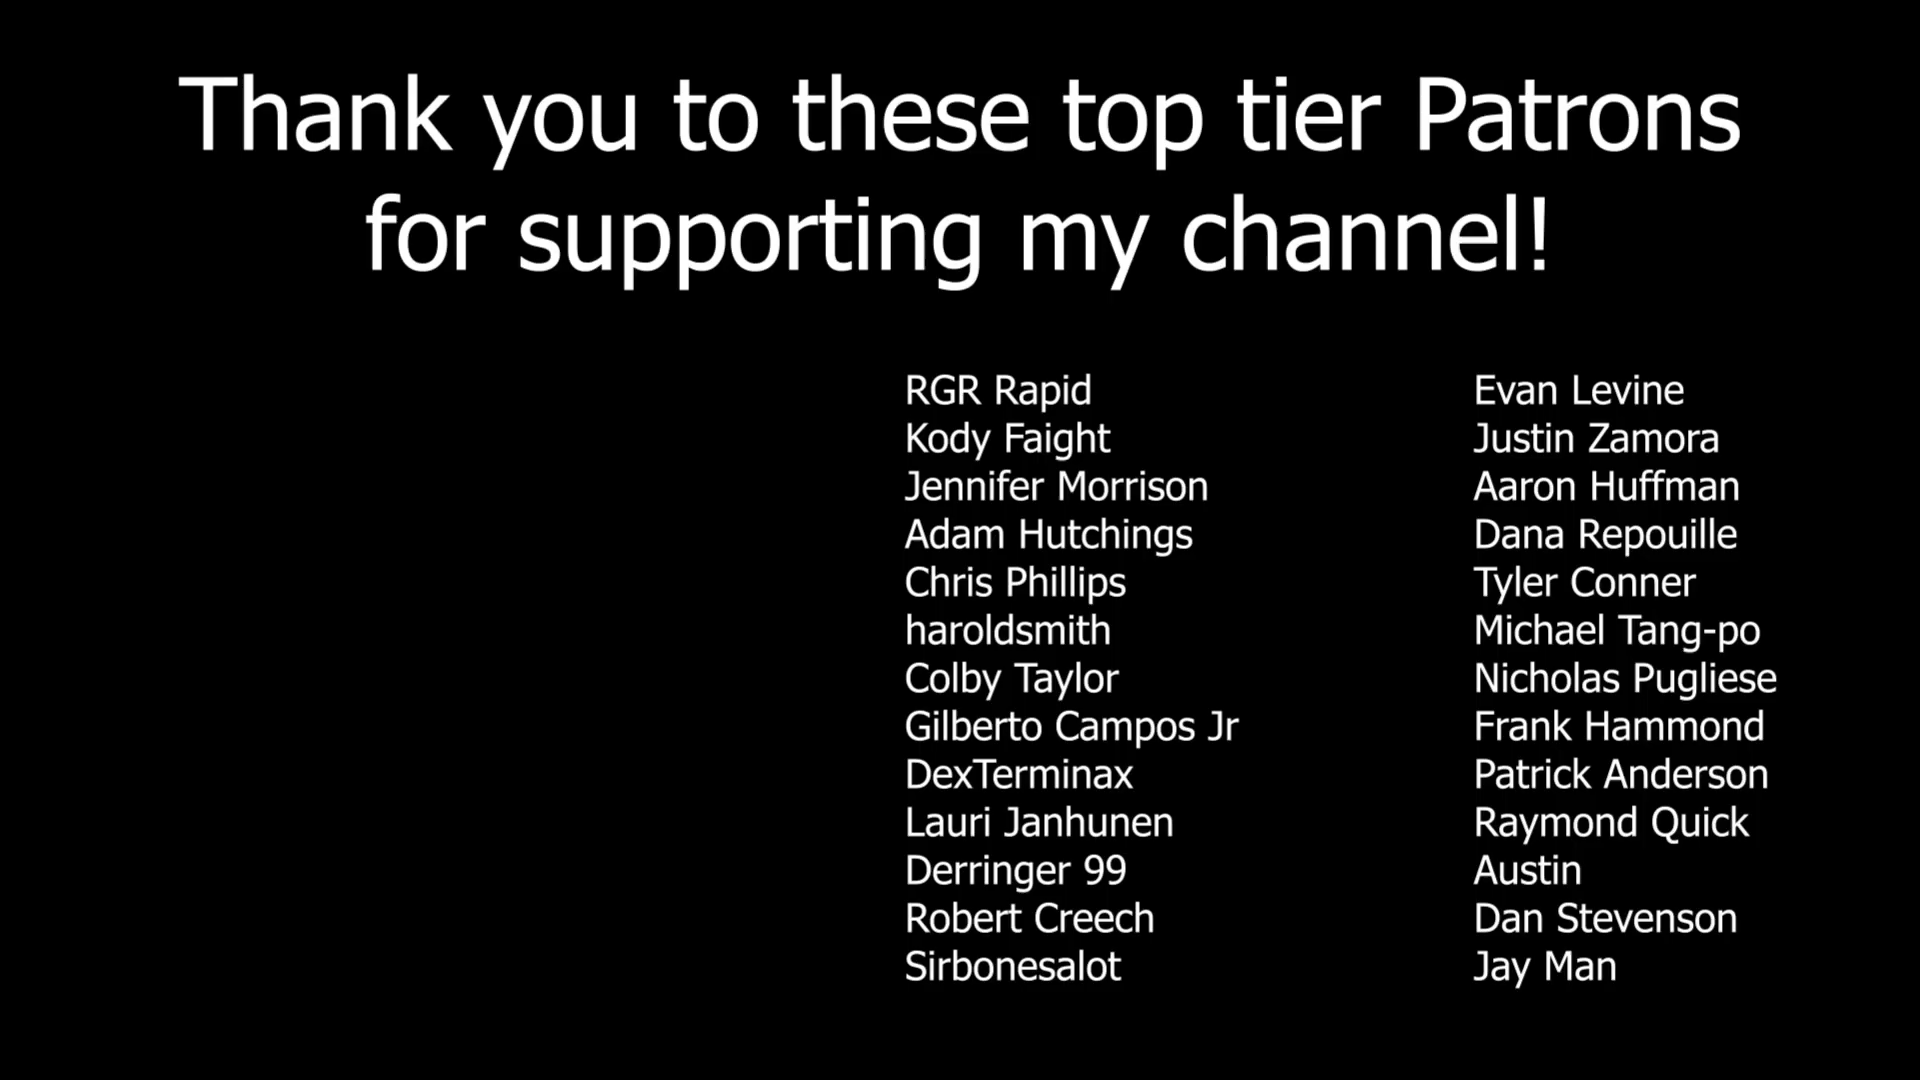 Thank you to these top tier Patrons
for supporting my channel!
RGR Rapid
Kody Faight
Jennifer Morrison
Adam Hutchings
Chris Phillips
haroldsmith
Colby Taylor
Gilberto Campos Jr
DexTerminax
Lauri Janhunen
Derringer 99
Robert Creech
Sirbonesalot
Evan Levine
Justin Zamora
Aaron Huffman
Dana Repouille
Tyler Conner
Michael Tang-po
Nicholas Pugliese
Frank Hammond
Patrick Anderson
Raymond Quick
Austin
Dan Stevenson
Jay Man